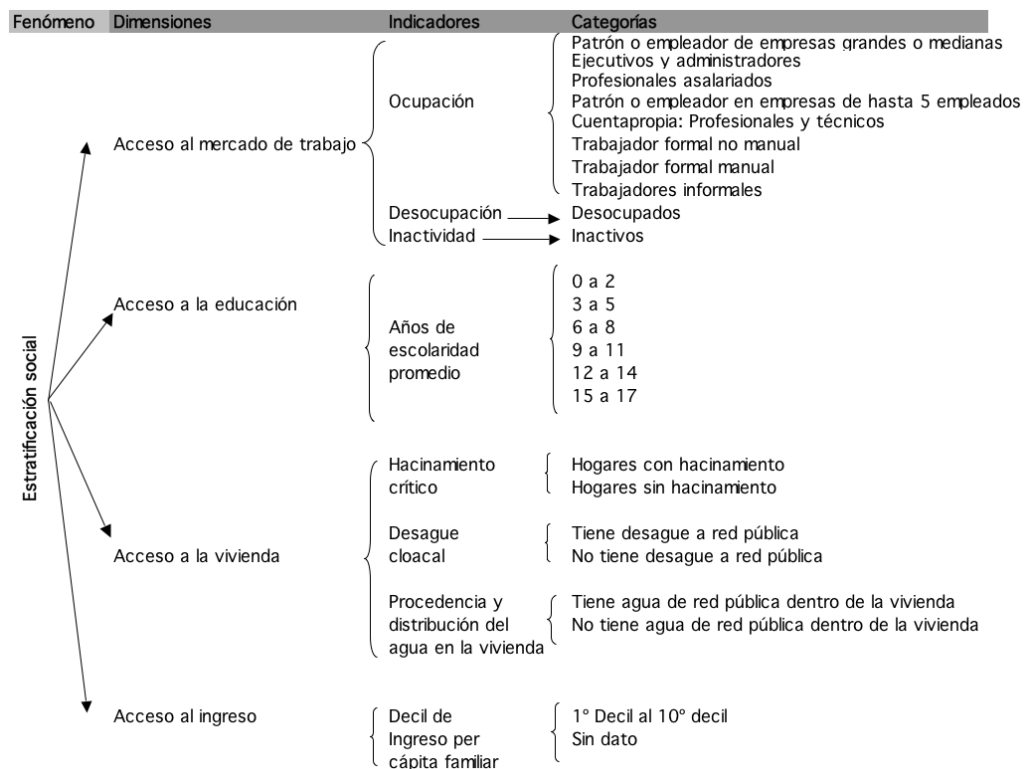 Fenómeno Dimensiones Indicadores Categorías
Patrón o empleador de empresas grandes o medianas
Ejecutivos y administradores
Profesionales asalariados
Ocupación Patrón o empleador en empresas de hasta 5 empleados
Cuentapropia: Profesionales y técnicos
Acceso al mercado de trabajo Trabajador formal no manual
Trabajador formal manual
Trabajadores informales
Desocupación Desocupados
Inactividad Inactivos
0 a 2
Acceso a la educación 3 a 5
Años de 6 a 8
escolaridad 9 a 11
promedio 12 a 14
15 a 17
Estratificación social
Hacinamiento Hogares con hacinamiento
crítico Hogares sin hacinamiento
Desague Tiene desague a red pública
Acceso a la vivienda cloacal No tiene desague a red pública
Procedencia y Tiene agua de red pública dentro de la vivienda
distribución del No tiene agua de red pública dentro de la vivienda
agua en la vivienda
Acceso al ingreso Decil de 1º Decil al 10º decil
Ingreso per Sin dato
cápita familiar